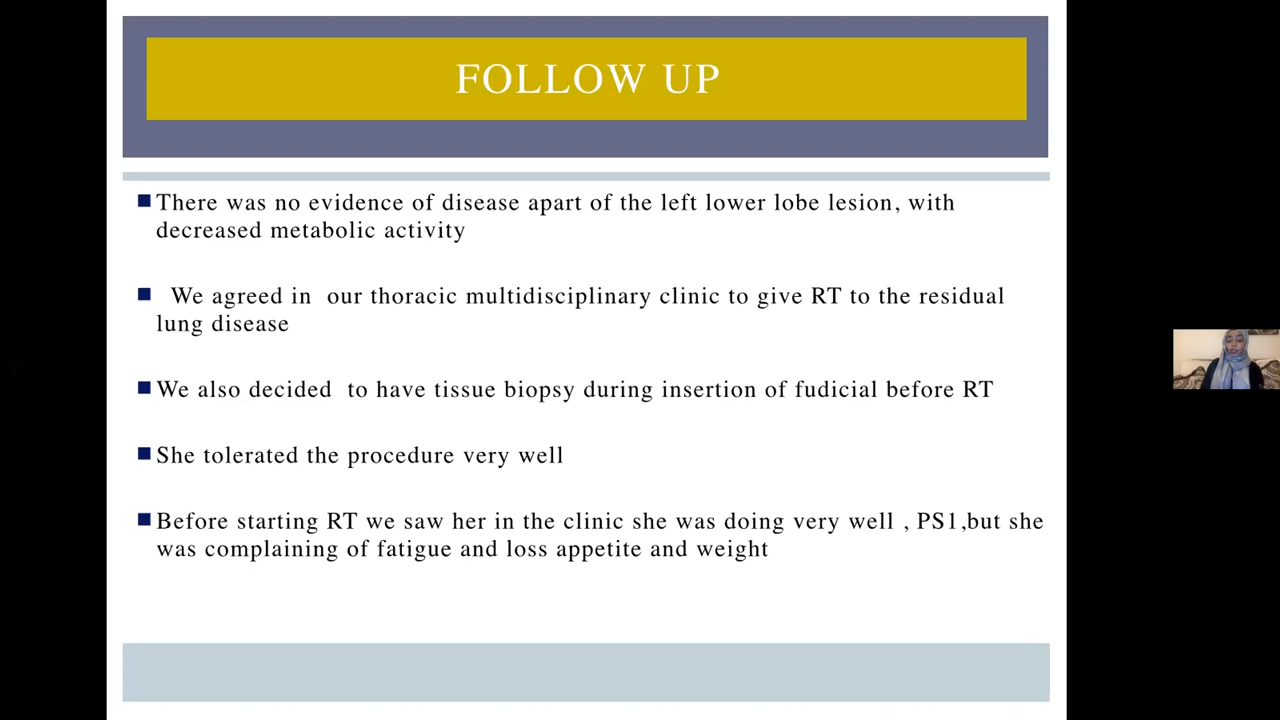 FOLLOW UP
There was no evidence of disease apart of the left lower lobe lesion, with
decreased metabolic activity
We agreed in our thoracic multidisciplinary clinic to give RT to the residual
lung disease
We also decided to have tissue biopsy during insertion of fudicial before RT
She tolerated the procedure very well
Before starting RT we saw her in the clinic she was doing very well , PS1,but she
was complaining of fatigue and loss appetite and weight